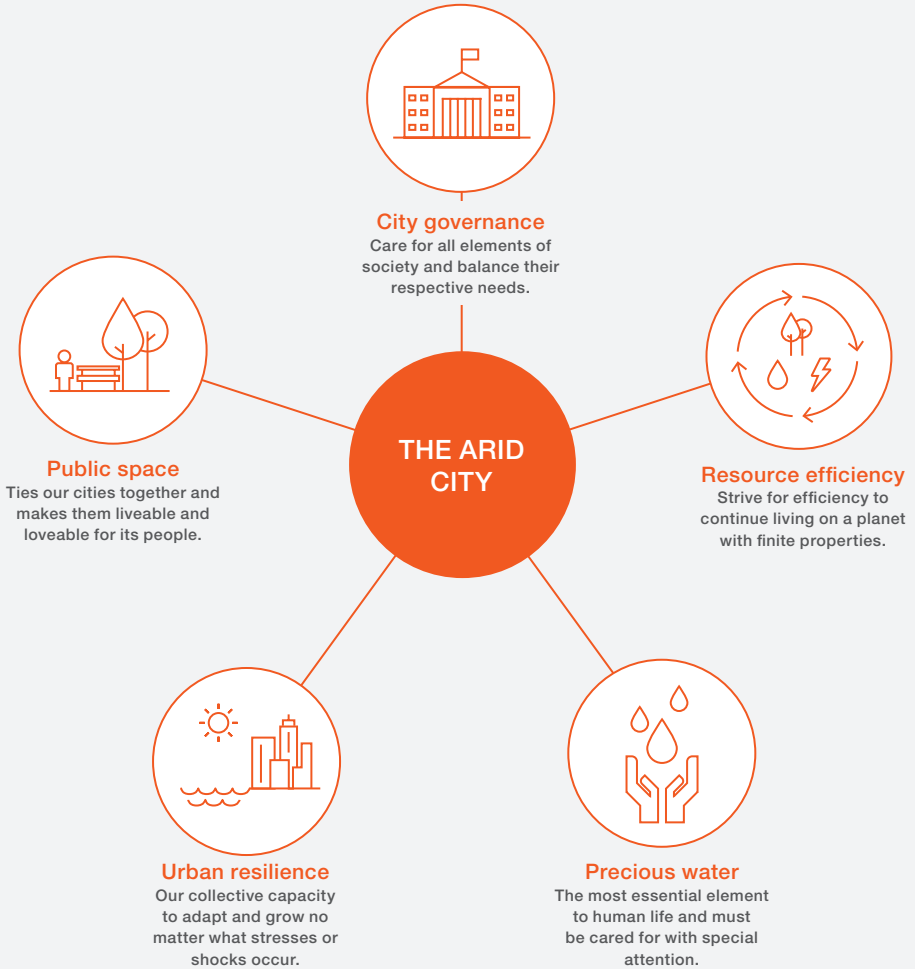 City governance
Care for all elements of
society and balance their
respective needs.
Public space
Ties our cities together and
makes them liveable and
loveable for its people.
THE ARID
CITY
Resource efficiency
Strive for efficiency to
continue living on a planet
with finite properties.
Urban resilience
Our collective capacity
to adapt and grow no
matter what stresses or
shocks occur.
Precious water
The most essential element
to human life and must
be cared for with special
attention.